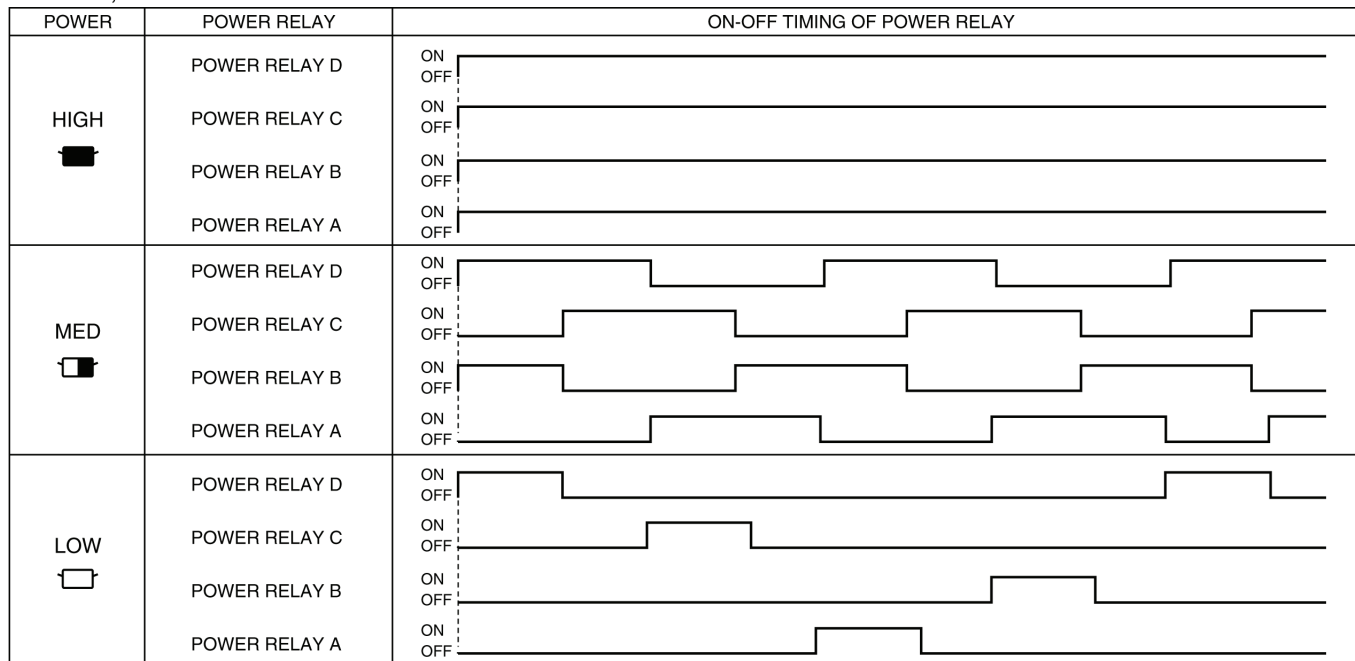 POWER POWER RELAY ON-OFF TIMING OF POWER RELAY
HIGH
POWER RELAY D ON
OFF
POWER RELAY C ON
OFF
POWER RELAY B ON
OFF
POWER RELAY A ON
OFF
MED
POWER RELAY D ON
OFF
POWER RELAY C ON
OFF
POWER RELAY B ON
OFF
POWER RELAY A ON
OFF
LOW
POWER RELAY D ON
OFF
POWER RELAY C ON
OFF
POWER RELAY B ON
OFF
POWER RELAY A ON
OFF